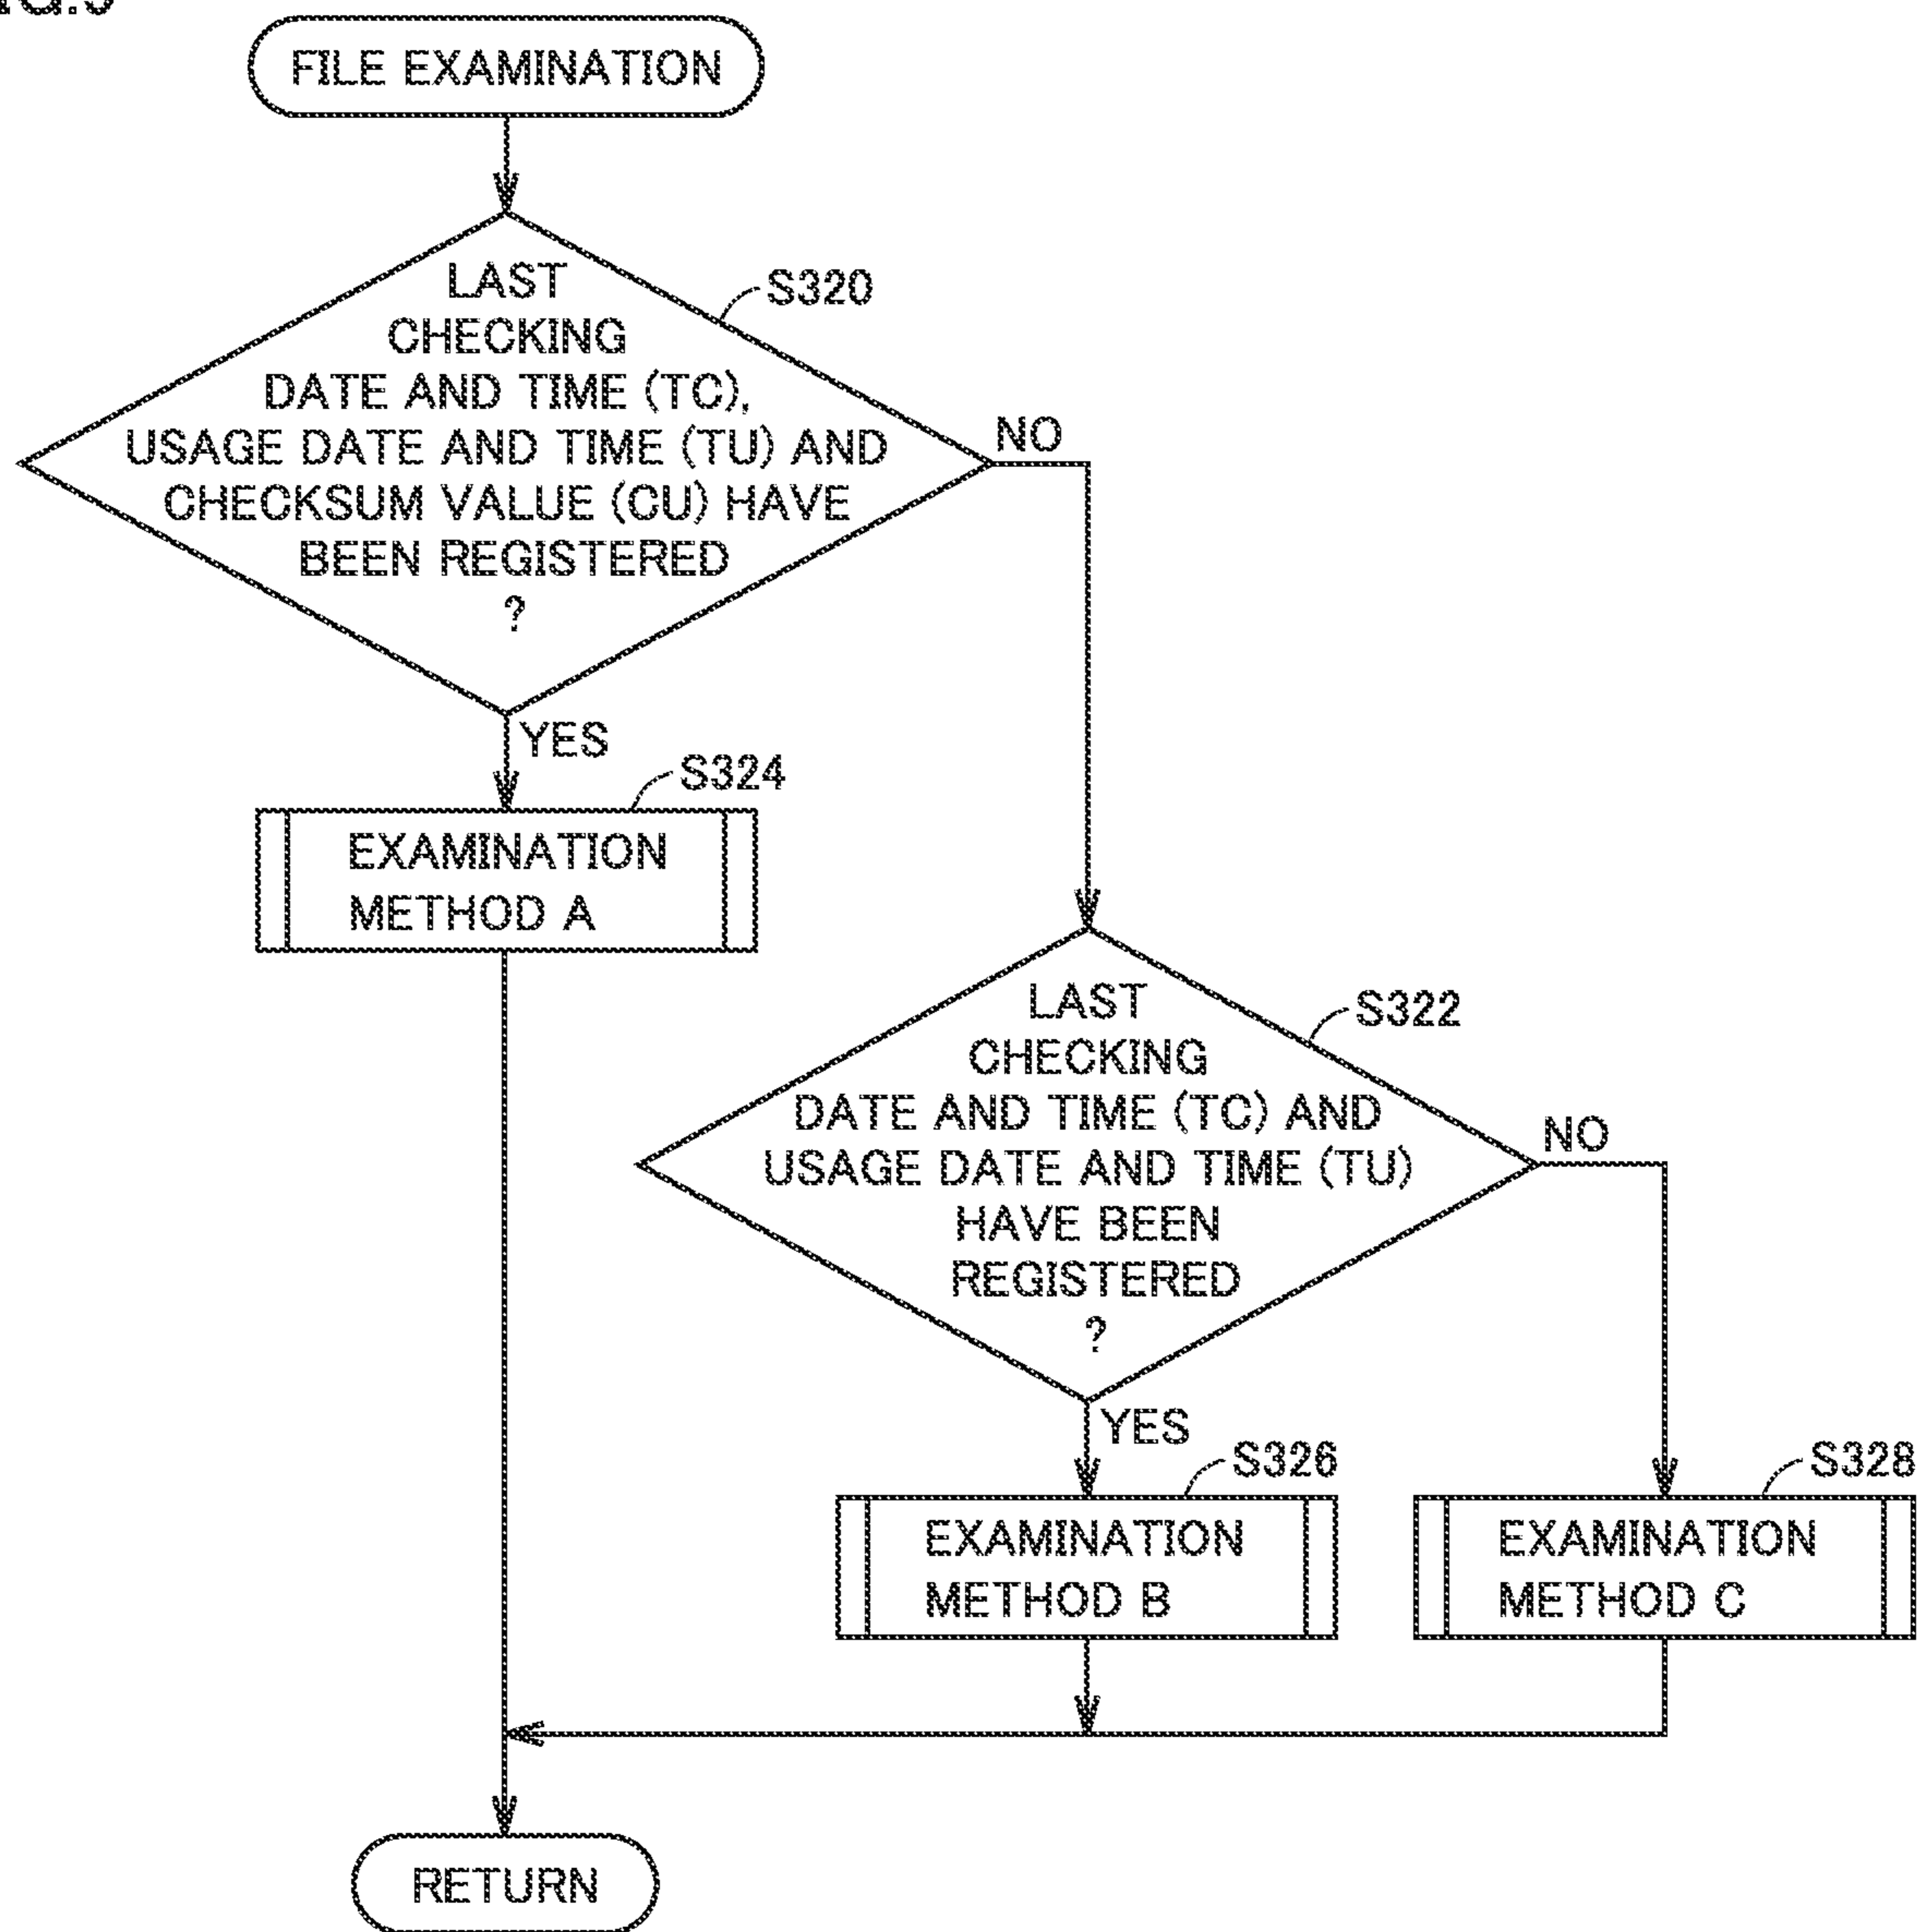 FILE EXAMINATION
LAST
CHECKING
DATE AND TIME (TC),
USAGE DATE AND TIME (TU) AND
CHECKSUM VALUE (CU) HAVE
BEEN REGISTERED
?
S320
NO
YES
S324
EXAMINATION
METHOD A
LAST
CHECKING
DATE AND TIME (TC) AND
USAGE DATE AND TIME (TU)
HAVE BEEN
REGISTERED
?
S322
NO
YES
S326
EXAMINATION
METHOD B
S328
EXAMINATION
METHOD C
RETURN